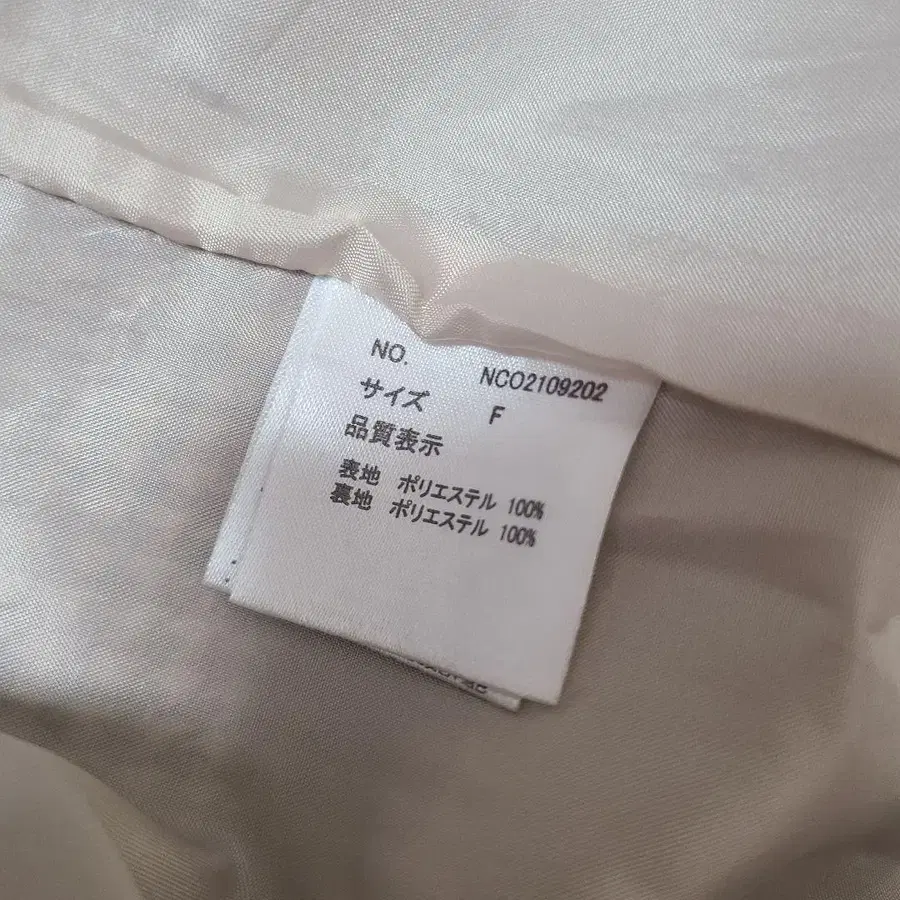 NO. NCO2109202
サイズ F
品質表示
表地 ポリエステル 100%
裏地 ポリエステル 100%